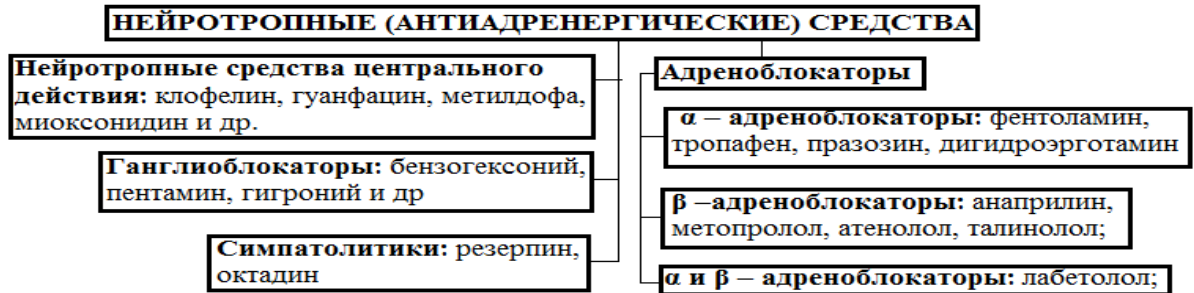 НЕЙРОТРОПНЫЕ (АНТИАДРЕНЕРГИЧЕСКИЕ) СРЕДСТВА
Нейротропные средства центрального
действия: клофелин, гуанфацин, метилдофа,
миоксонидин и др.
Ганглиоблокаторы: бензогексоний,
пентамин, гигроний и др
Симпатолитики: резерпин,
октадин
Адреноблокаторы
α – адреноблокаторы: фентоламин,
тропафен, празозин, дигидроэрготамин
β –адреноблокаторы: анаприлин,
метопролол, атенолол, талинолол;
α и β – адреноблокаторы: лабетолол;